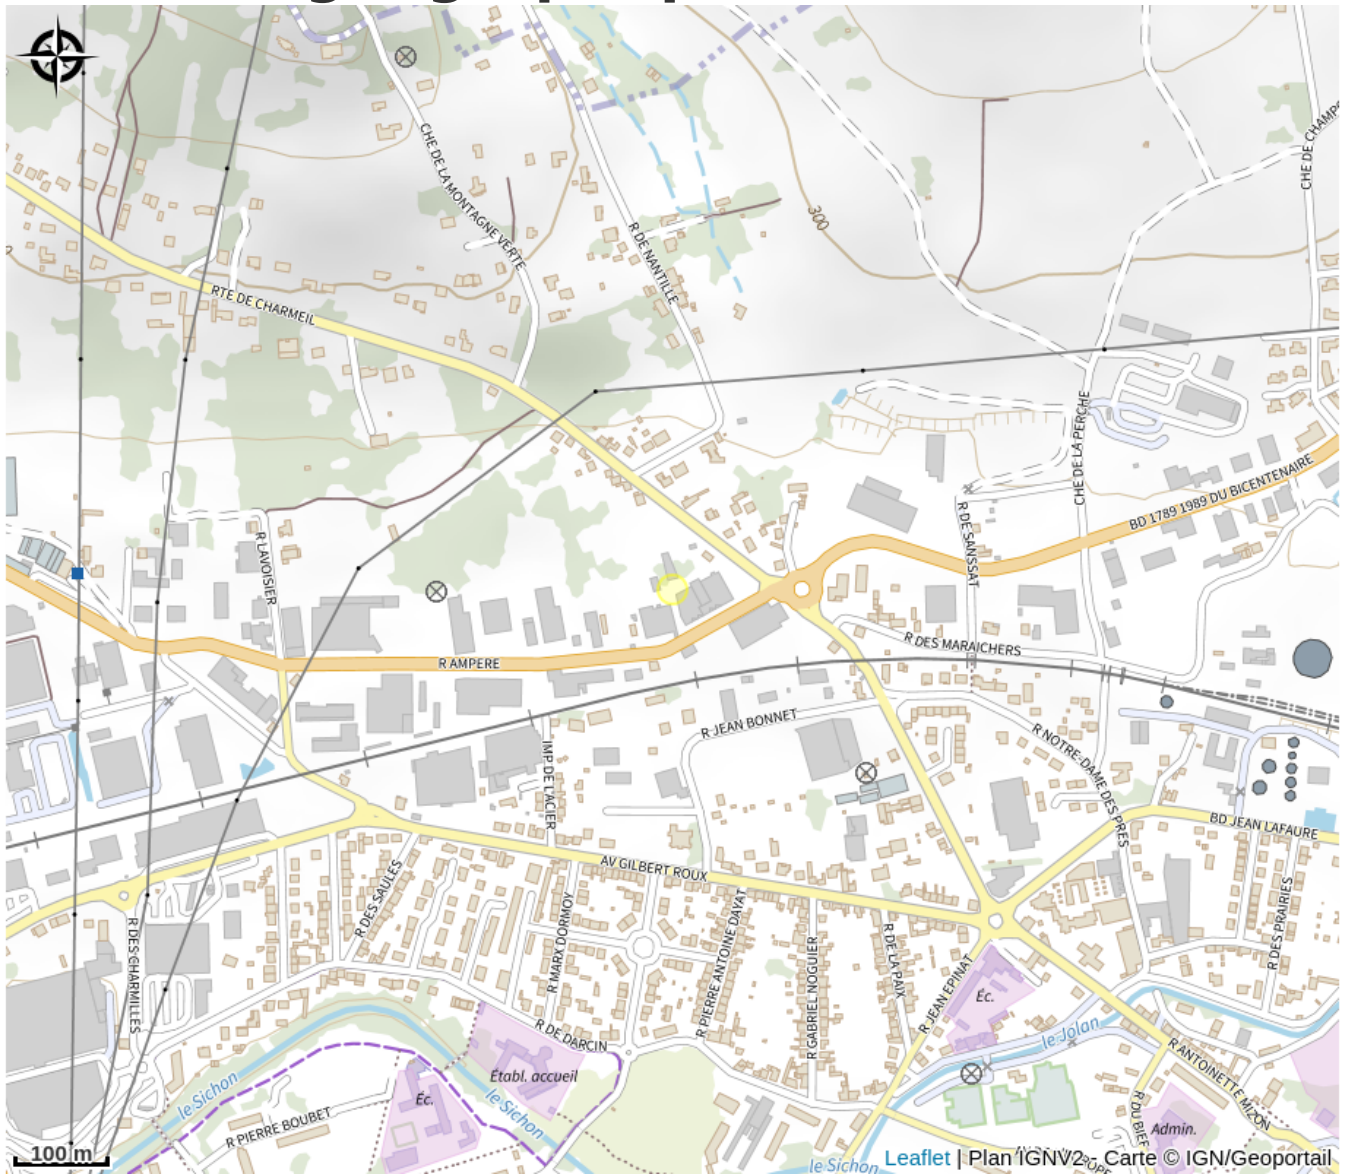 CHE DE LA MONTAGNE VERTE
R DE NANTILLE
300
CHE DE CHAMP
RTE DE CHARMEIL
CHE DE LA PERCHE
BD 1789 1989 DU BICENTENAIRE
R LAVOISIER
R DE SANSSAT
R AMPERE
R DES MARAICHERS
R JEAN BONNET
R NOTRE-DAME DES PRES
IMP DE L'ACIER
BD JEAN LAFAURE
AV GILBERT ROUX
R DES SAULES
R MARX DORMOY
R PIERRE ANTOINE DAYAT
R GABRIEL NOGUIER
R DE LA PAIX
R DES PRAIRIES
R DES CHARMILLES
R JEAN EPINAT
Éc.
le Jolan
R DE DARCIN
Établ. accueil
le Sichon
le Sichon
Éc.
R PIERRE BOUBET
R ANTOINETTE MIZON
R DU BIEF
Admin.
100 m
le Sichon
Leaflet | Plan IGNV2 - Carte © IGN/Geoportail